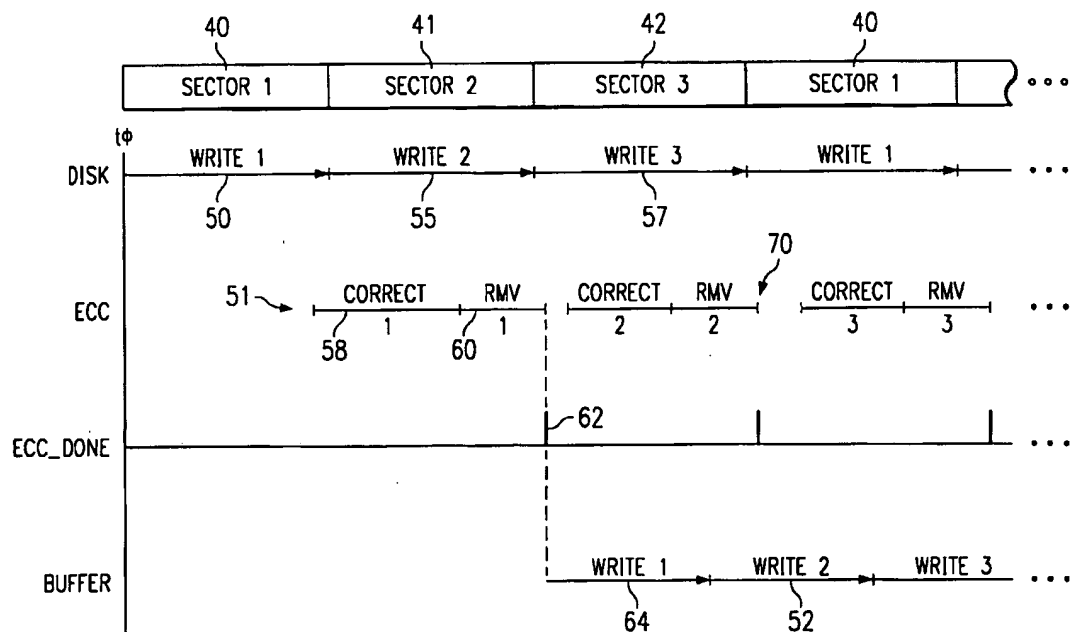 40 41 42 40
SECTOR 1 SECTOR 2 SECTOR 3 SECTOR 1
tϕ
WRITE 1 WRITE 2 WRITE 3 WRITE 1
DISK
50 55 57
70
51 CORRECT RMV CORRECT RMV CORRECT RMV
ECC
1 1 2 2 3 3
58 60
62
ECC_DONE
WRITE 1 WRITE 2 WRITE 3
BUFFER
64 52